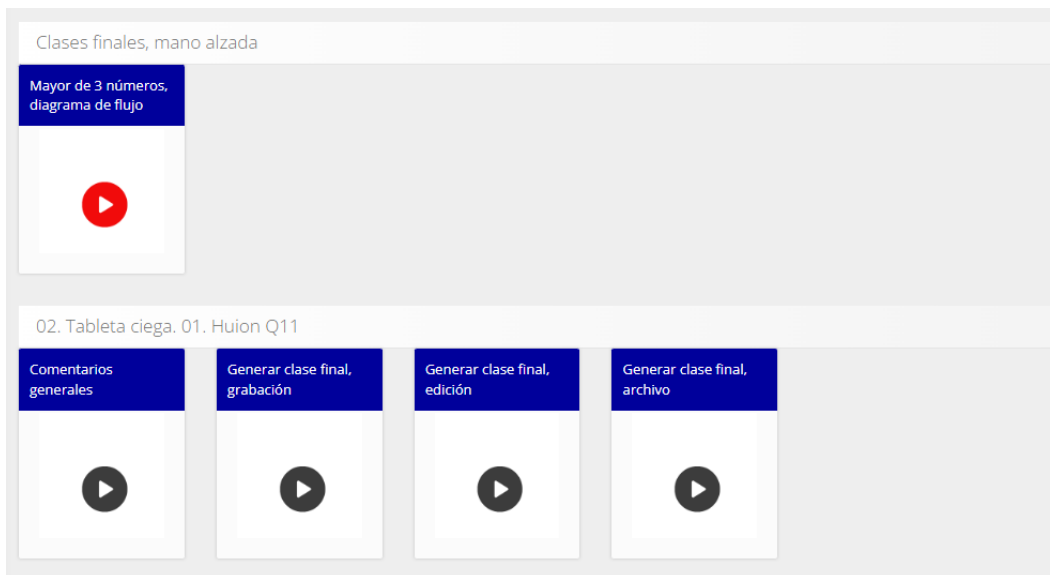 Clases finales, mano alzada
Mayor de 3 números,
diagrama de flujo
02. Tableta ciega. 01. Huion Q11
Comentarios
generales
Generar clase final,
grabación
Generar clase final,
edición
Generar clase final,
archivo